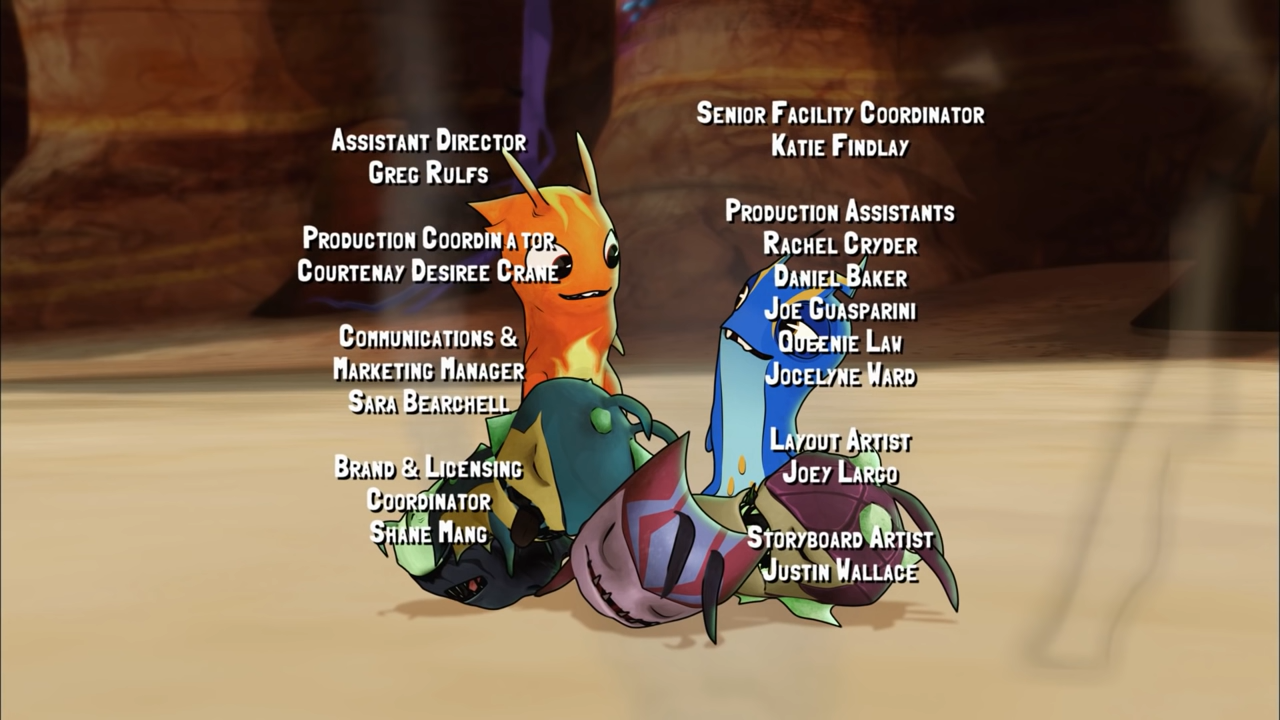 Assistant Director
Greg Rulfs
Production Coordinator
Courtenay Desiree Crane
Communications &
Marketing Manager
Sara Bearchell
Brand & Licensing
Coordinator
Shane Mang
Senior Facility Coordinator
Katie Findlay
Production Assistants
Rachel Cryder
Daniel Baker
Joe Guasparini
Queenie Law
Jocelyne Ward
Layout Artist
Joey Largo
Storyboard Artist
Justin Wallace